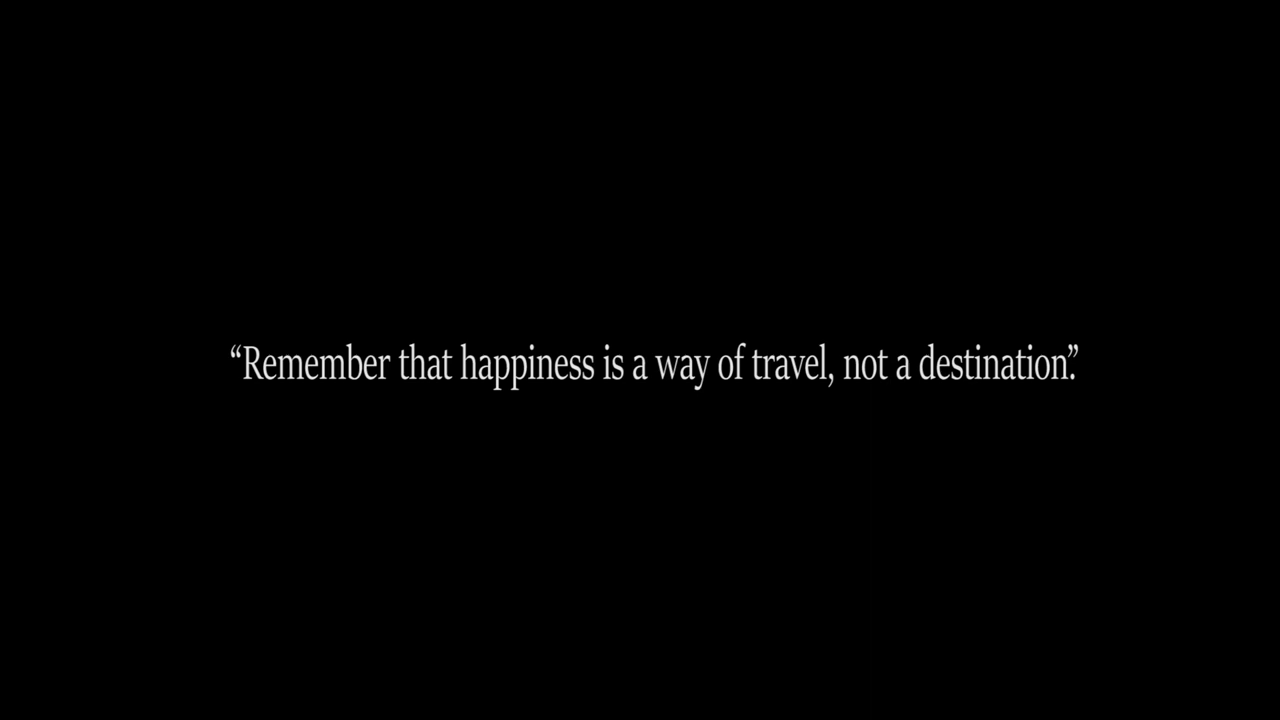 “Remember that happiness is a way of travel, not a destination.”